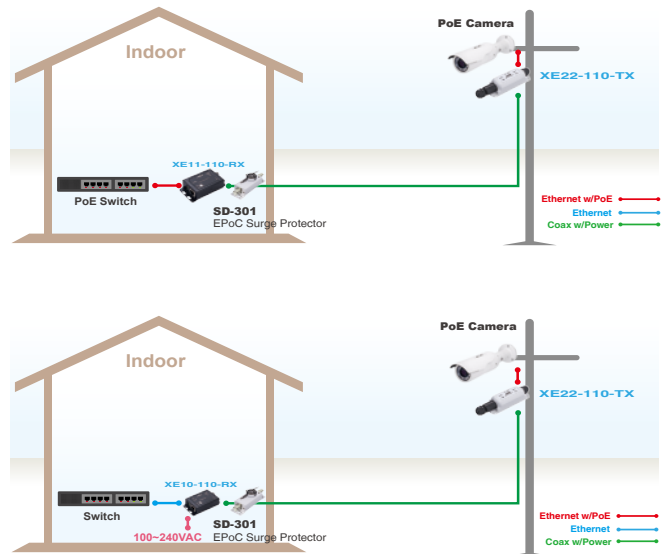 PoE Camera
Indoor
XE22-110-TX
XE11-110-RX
PoE Switch
SD-301
EPoC Surge Protector
Ethernet w/PoE
Ethernet
Coax w/Power
PoE Camera
Indoor
XE22-110-TX
XE10-110-RX
Switch
SD-301
100~240VAC
EPoC Surge Protector
Ethernet w/PoE
Ethernet
Coax w/Power